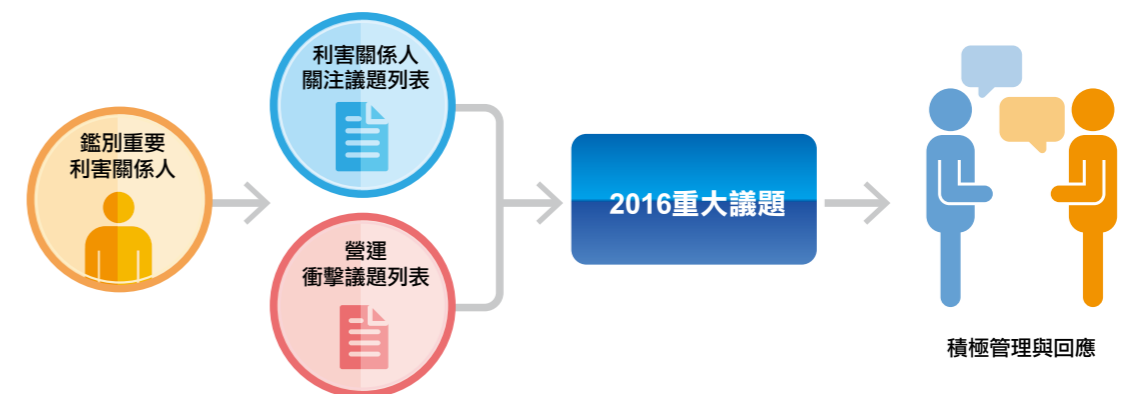 鑑別重要
利害關係人
利害關係人
關注議題列表
營運
衝擊議題列表
2016重大議題
積極管理與回應